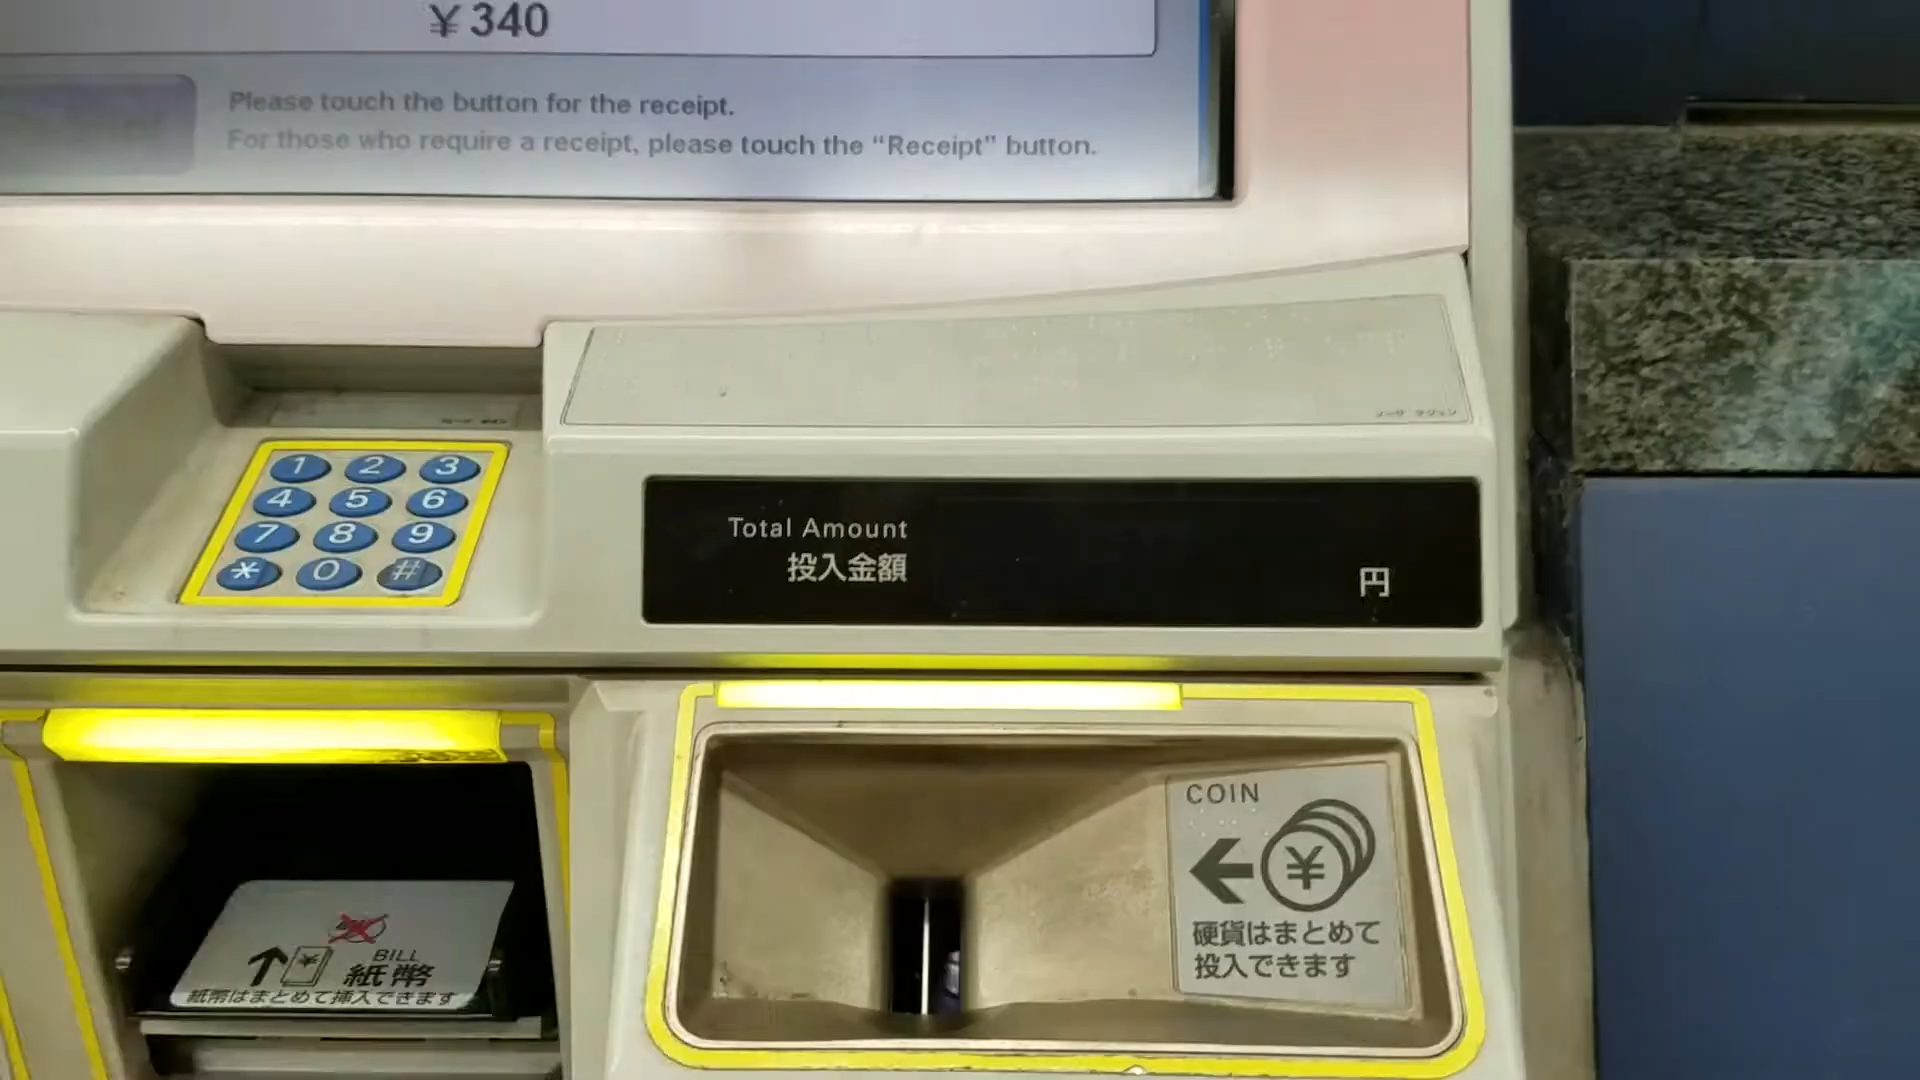 ￥340
Please touch the button for the receipt.
For those who require a receipt, please touch the “Receipt” button.
1 2 3
4 5 6
7 8 9
* 0 #
Total Amount
投入金額
円
COIN
¥
硬貨はまとめて
投入できます
BILL
紙幣
紙幣はまとめて挿入できます